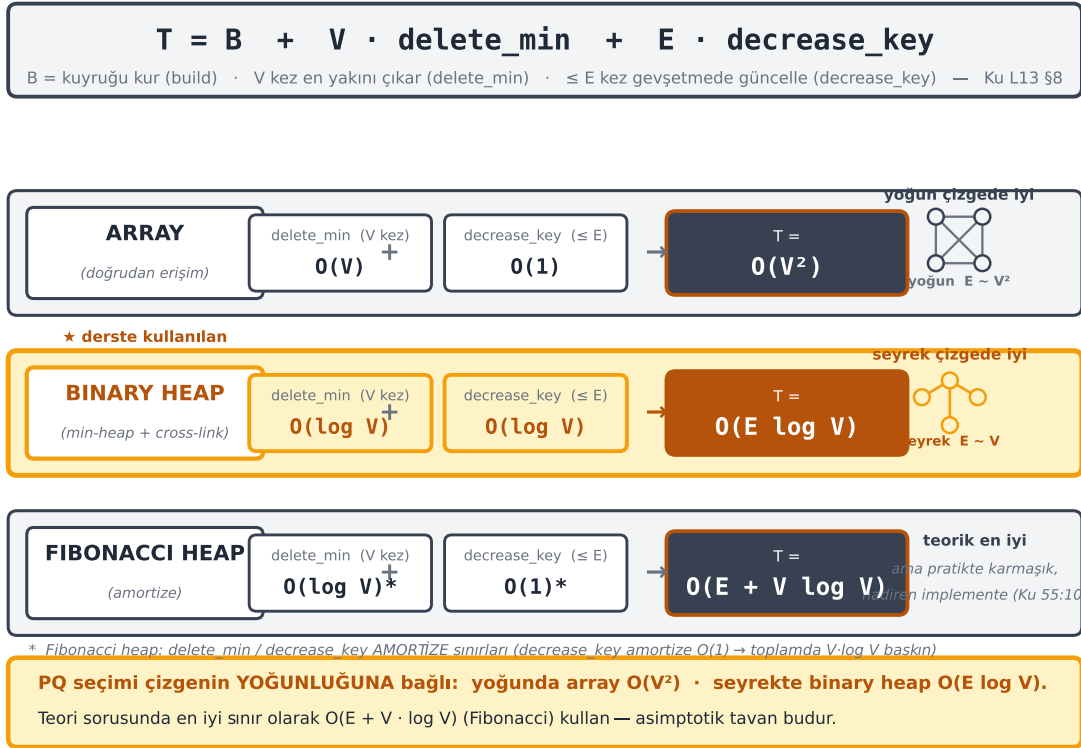 T = B + V · delete_min + E · decrease_key
B = kuyruğu kur (build) · V kez en yakını çıkar (delete_min) · ≤ E kez gevşetmede güncelle (decrease_key) — Ku L13 §8
yoğun çizgede iyi
ARRAY
(doğrudan erişim)
delete_min (V kez)
O(V)
+
decrease_key (≤ E)
O(1)
→
T =
O(V²)
yoğun E ~ V²
★ derste kullanılan
seyrek çizgede iyi
BINARY HEAP
(min-heap + cross-link)
delete_min (V kez)
O(log V)
+
decrease_key (≤ E)
O(log V)
→
T =
O(E log V)
eyrek E ~ V
FIBONACCI HEAP
(amortize)
delete_min (V kez)
O(log V)*
+
decrease_key (≤ E)
O(1)*
→
T =
O(E + V log V)
teorik en iyi
ama pratikte karmaşık,
nadiren implemente (Ku 55:10
* Fibonacci heap: delete_min / decrease_key AMORTİZE sınırları (decrease_key amortize O(1) → toplamda V·log V baskın)
PQ seçimi çizgenin YOĞUNLUĞUNA bağlı: yoğunda array O(V²) · seyrekte binary heap O(E log V).
Teori sorusunda en iyi sınır olarak O(E + V · log V) (Fibonacci) kullan — asimptotik tavan budur.